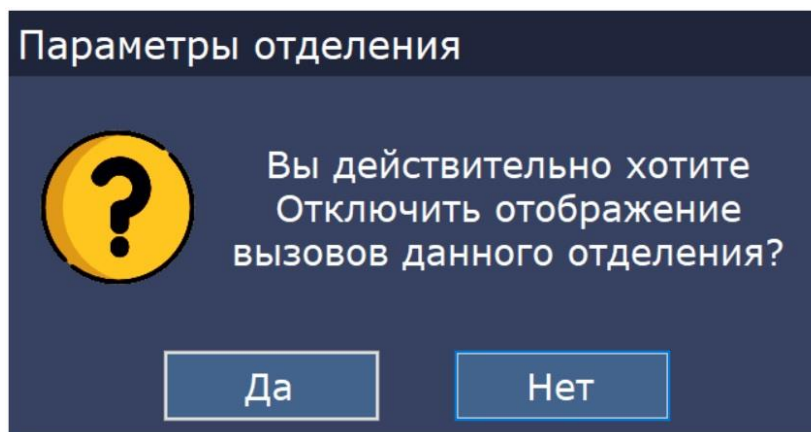 Параметры отделения
Вы действительно хотите
Отключить отображение
вызовов данного отделения?
Да
Нет